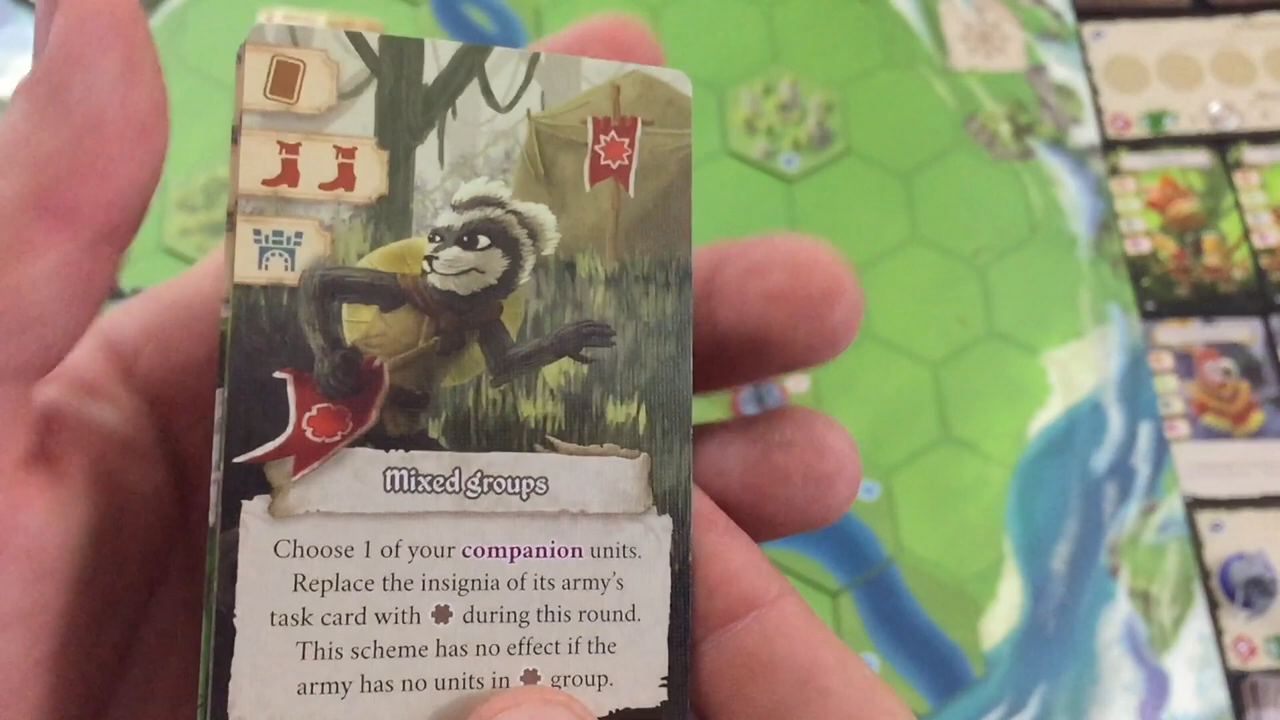 Mixed groups
Choose 1 of your companion units.
Replace the insignia of its army's
task card with during this round.
This scheme has no effect if the
army has no units in group.